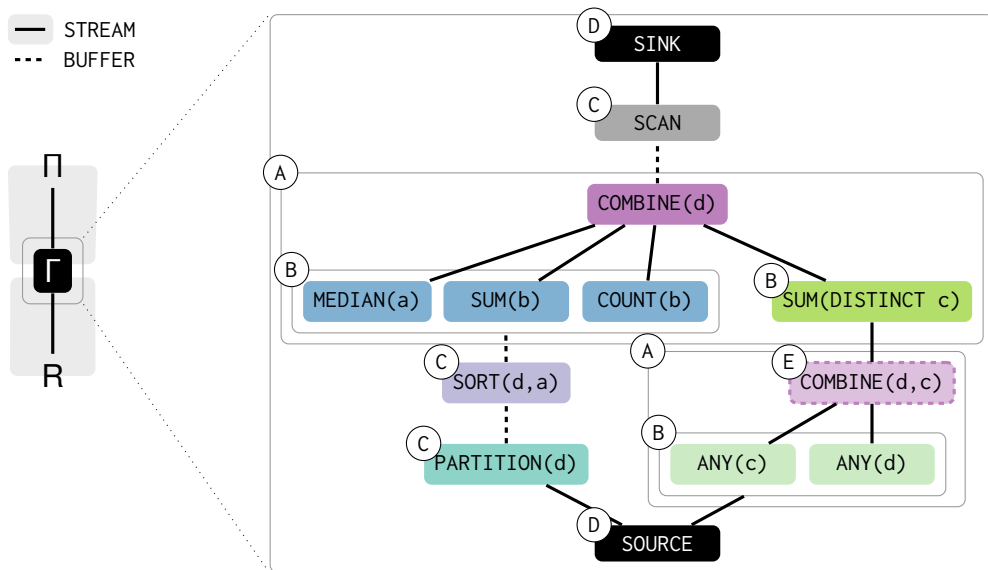 STREAM
BUFFER
Π
Γ
R
D
SINK
C
SCAN
A
COMBINE(d)
B
MEDIAN(a)
SUM(b)
COUNT(b)
B
SUM(DISTINCT c)
C
SORT(d,a)
A
E
COMBINE(d,c)
C
PARTITION(d)
B
ANY(c)
ANY(d)
D
SOURCE